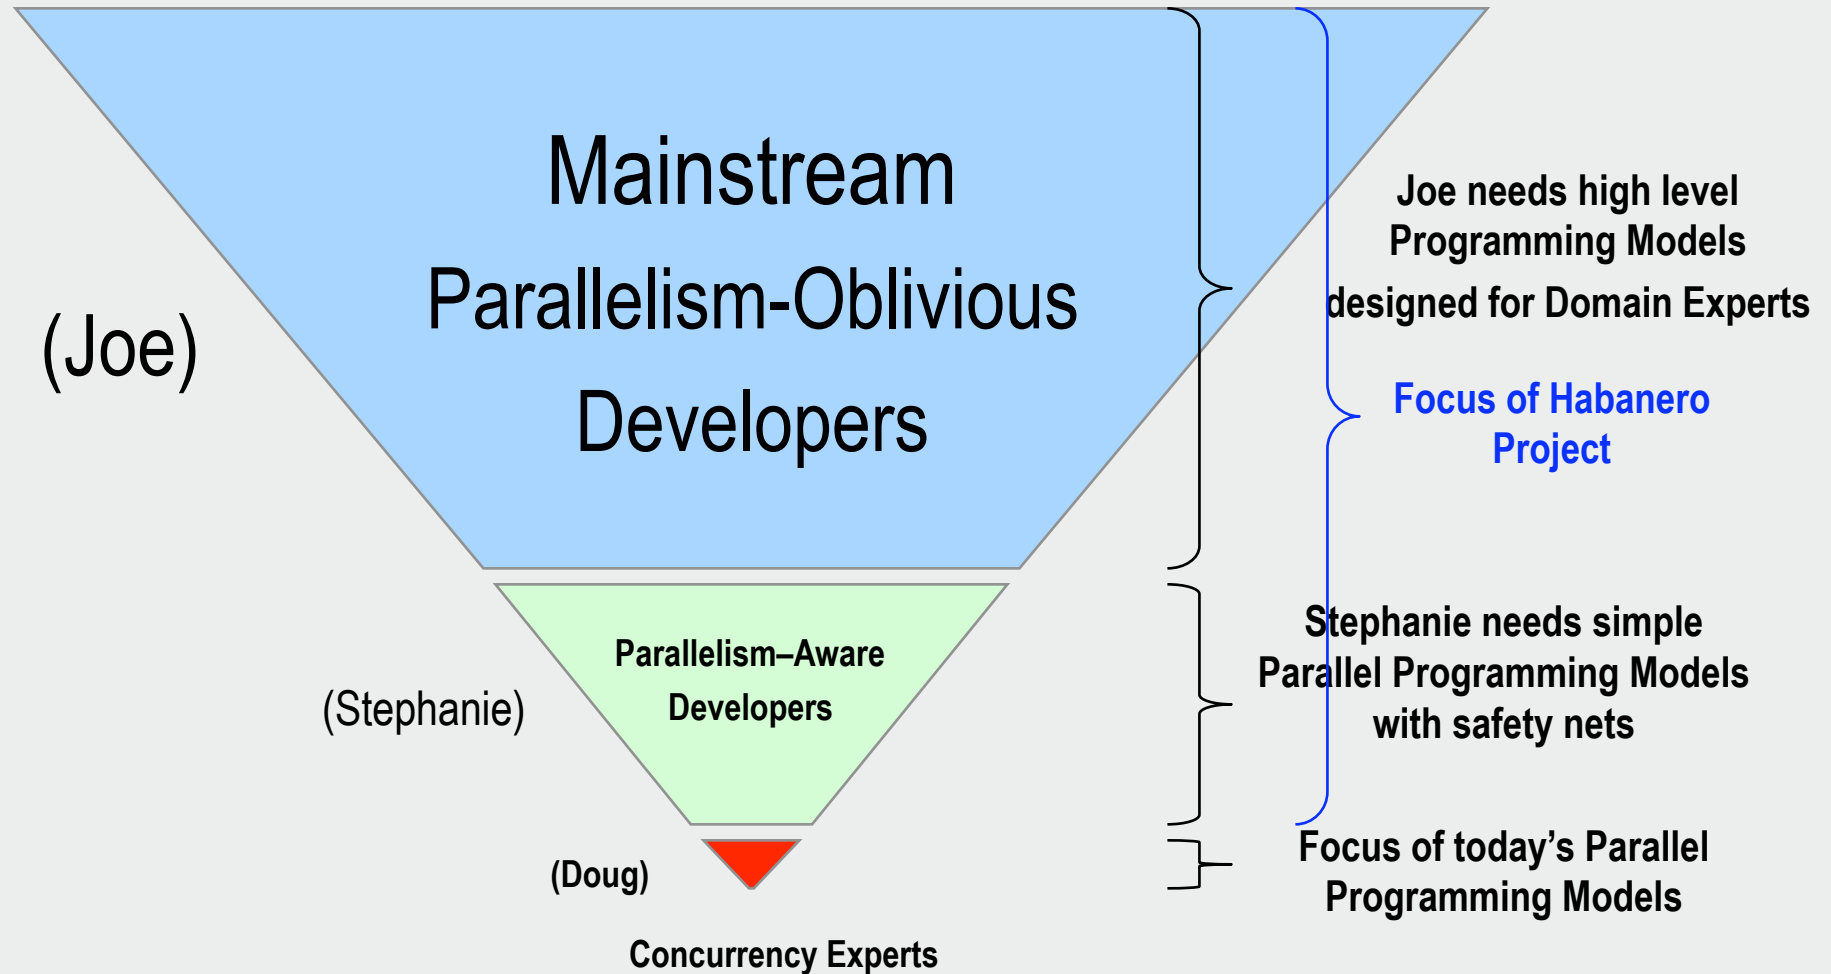 Mainstream
Parallelism-Oblivious
Developers
(Joe)
Joe needs high level
Programming Models
designed for Domain Experts
Focus of Habanero
Project
Parallelism–Aware
Developers
(Stephanie)
Stephanie needs simple
Parallel Programming Models
with safety nets
(Doug)
Focus of today’s Parallel
Programming Models
Concurrency Experts